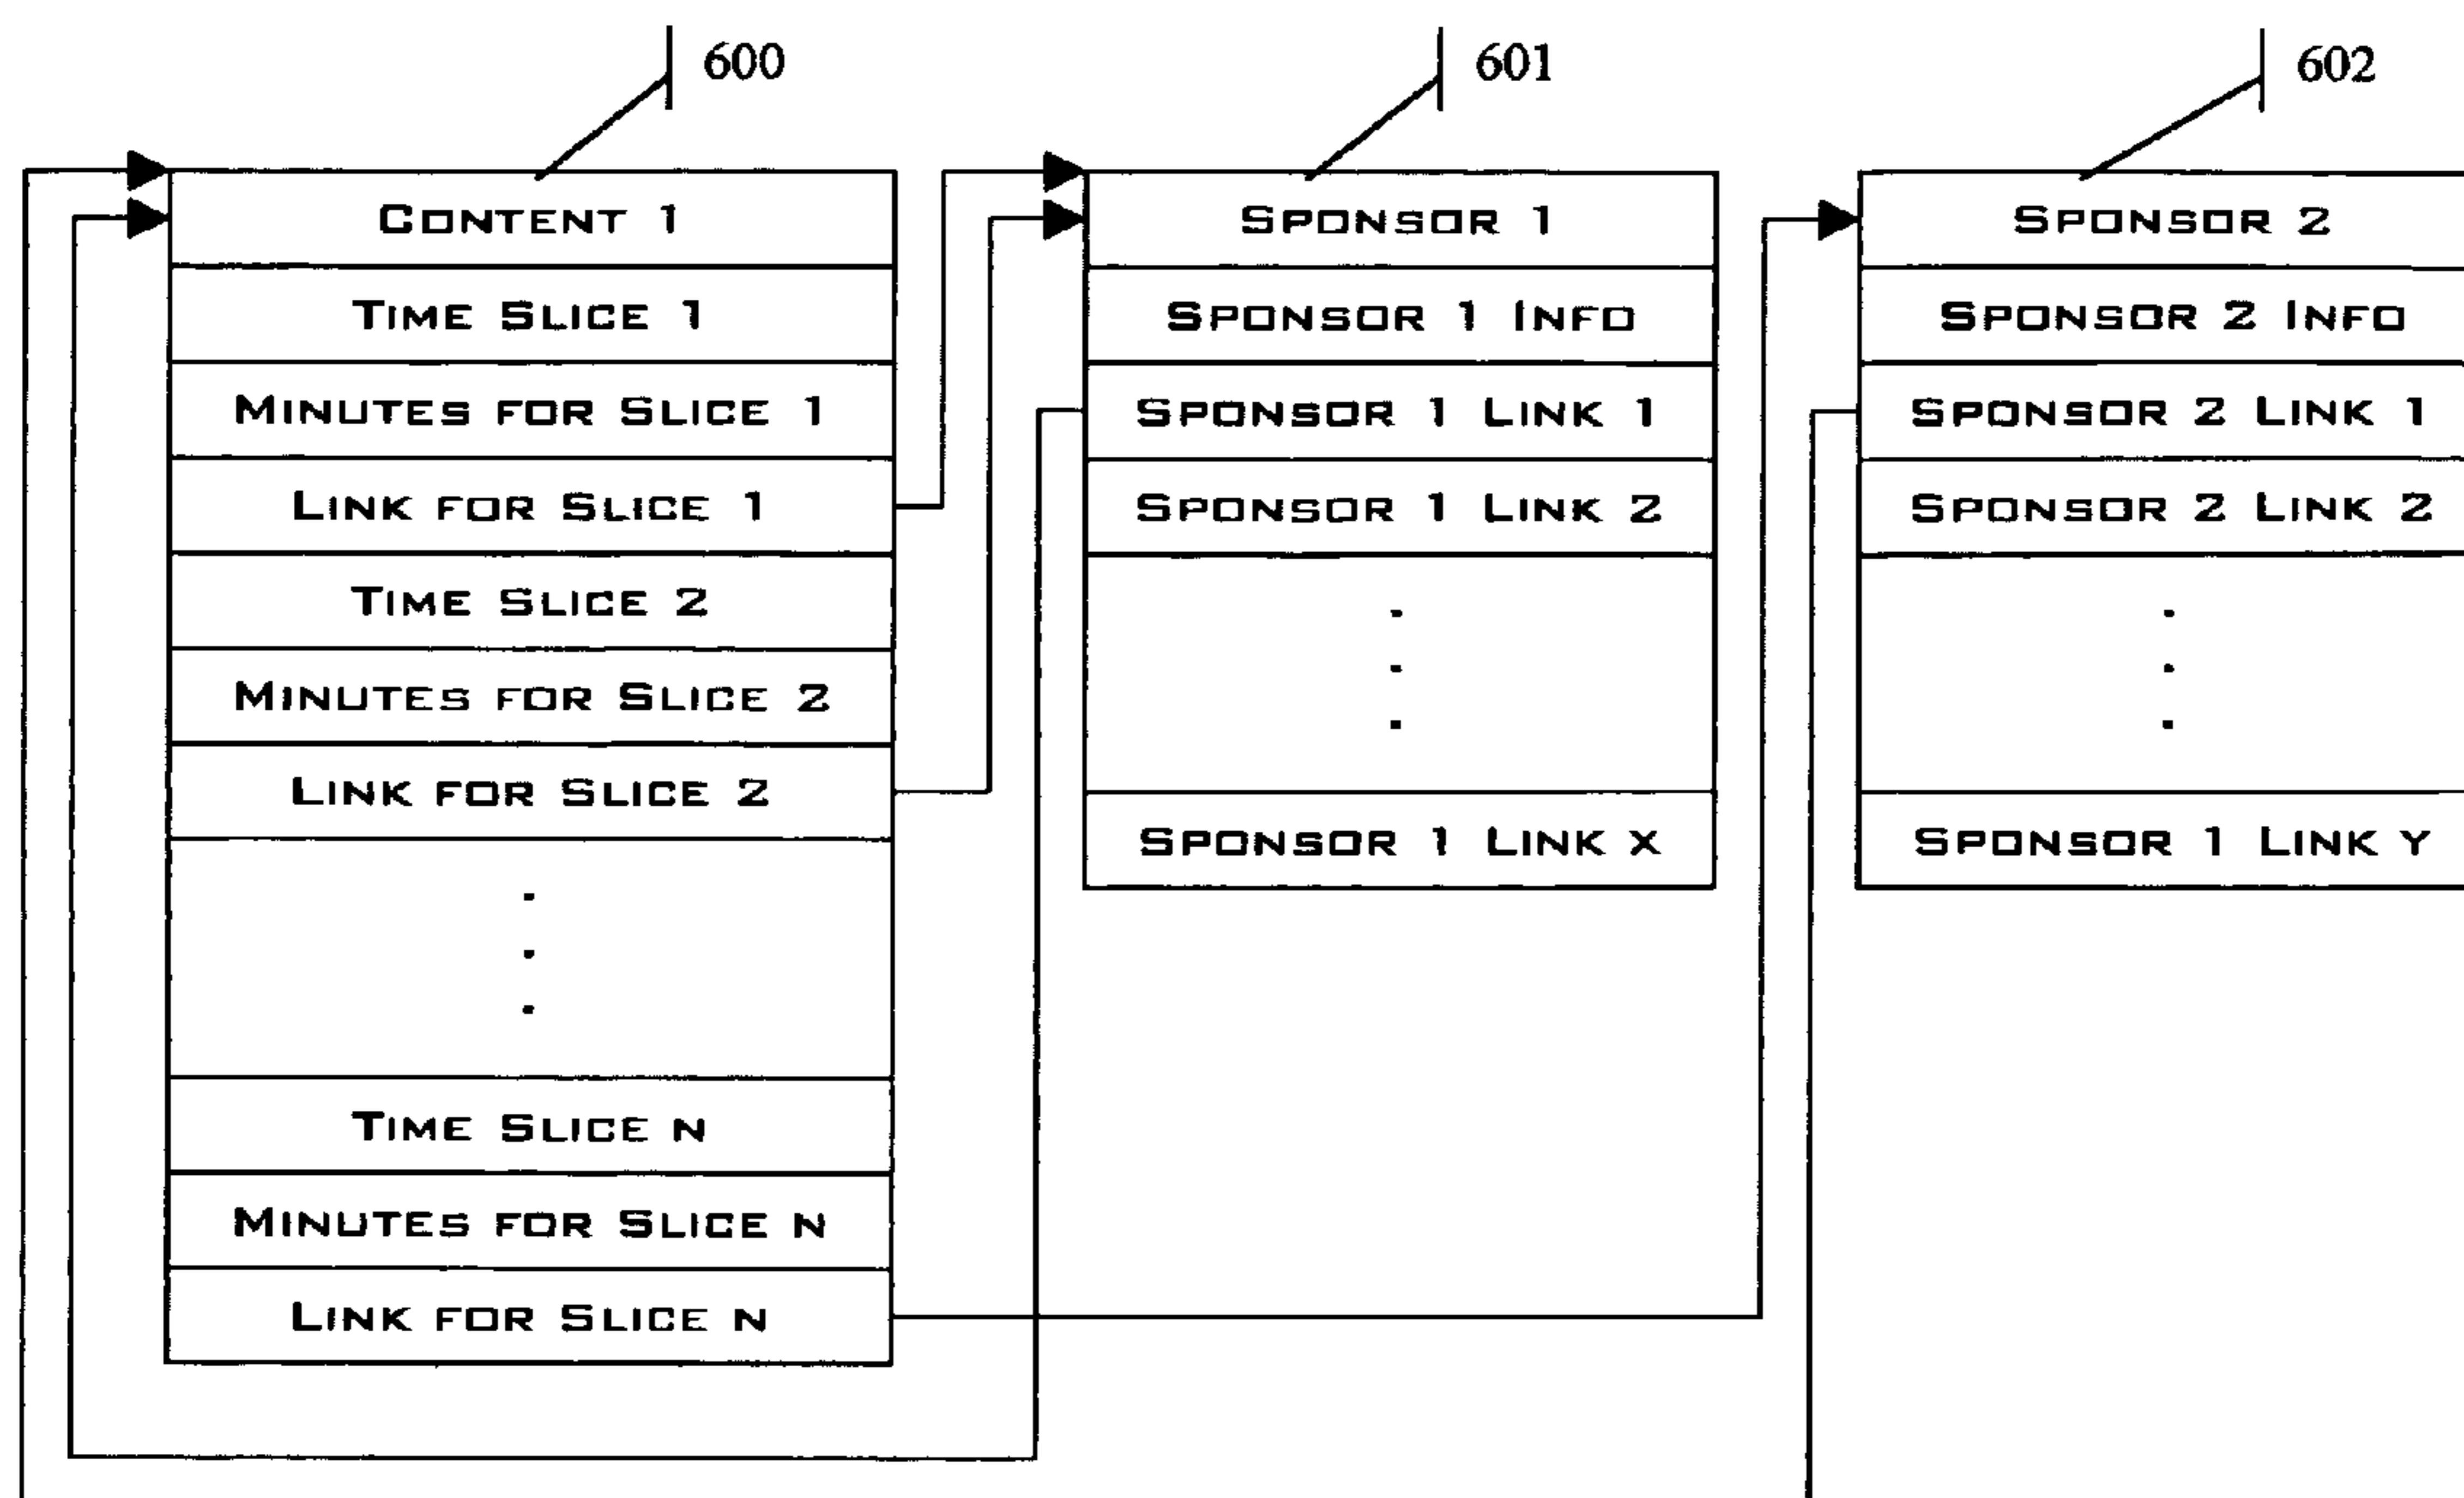 600
601
602
CONTENT 1
TIME SLICE 1
MINUTES FOR SLICE 1
LINK FOR SLICE 1
TIME SLICE 2
MINUTES FOR SLICE 2
LINK FOR SLICE 2
TIME SLICE N
MINUTES FOR SLICE N
LINK FOR SLICE N
SPONSOR 1
SPONSOR 1 INFO
SPONSOR 1 LINK 1
SPONSOR 1 LINK 2
SPONSOR 1 LINK X
SPONSOR 2
SPONSOR 2 INFO
SPONSOR 2 LINK 1
SPONSOR 2 LINK 2
SPONSOR 1 LINK Y